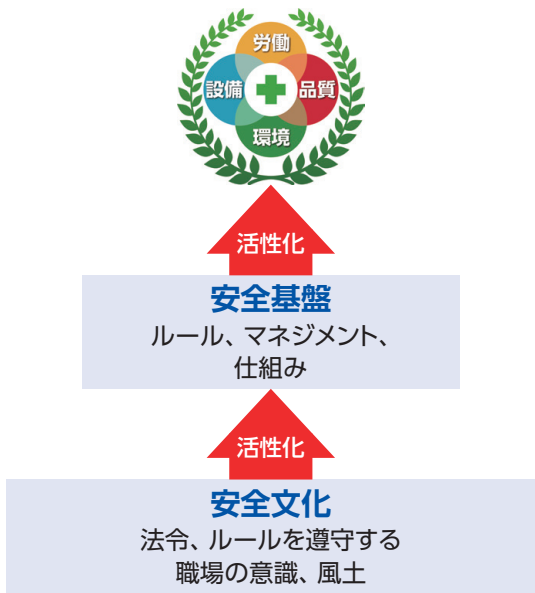 労働
設備
品質
環境
活性化
安全基盤
ルール、マネジメント、
仕組み
活性化
安全文化
法令、ルールを遵守する
職場の意識、風土